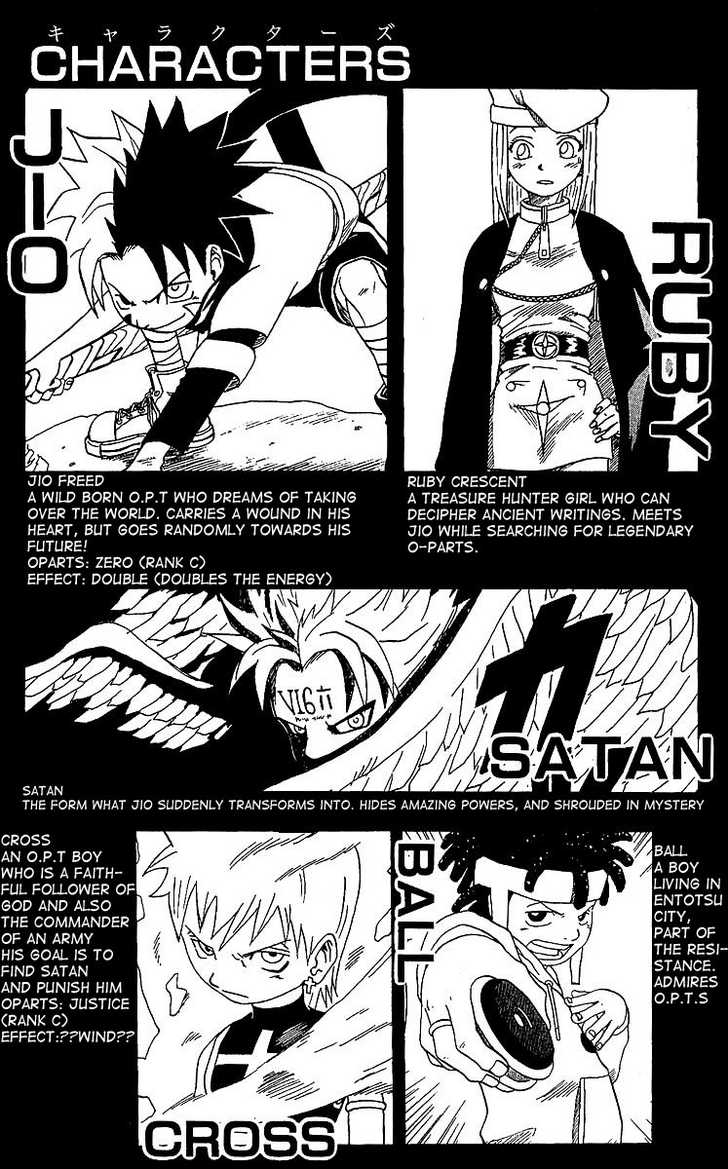 キャラクターズ
CHARACTERS
JIO
RUBY
JIO FREED
A WILD BORN O.P.T WHO DREAMS OF TAKING
OVER THE WORLD. CARRIES A WOUND IN HIS
HEART, BUT GOES RANDOMLY TOWARDS HIS
FUTURE!
OPARTS: ZERO (RANK C)
EFFECT: DOUBLE (DOUBLES THE ENERGY)
RUBY CRESCENT
A TREASURE HUNTER GIRL WHO CAN
DECIPHER ANCIENT WRITINGS. MEETS
JIO WHILE SEARCHING FOR LEGENDARY
O-PARTS.
カ
SATAN
SATAN
THE FORM WHAT JIO SUDDENLY TRANSFORMS INTO. HIDES AMAZING POWERS, AND SHROUDED IN MYSTERY
CROSS
AN O.P.T BOY
WHO IS A FAITH-
FUL FOLLOWER OF
GOD AND ALSO
THE COMMANDER
OF AN ARMY
HIS GOAL IS TO
FIND SATAN
AND PUNISH HIM
OPARTS: JUSTICE
(RANK C)
EFFECT:??WIND??
CROSS
BALL
BALL
A BOY
LIVING IN
ENTOTSU
CITY,
PART OF
THE RESI-
STANCE.
ADMIRES
O.P.T.S